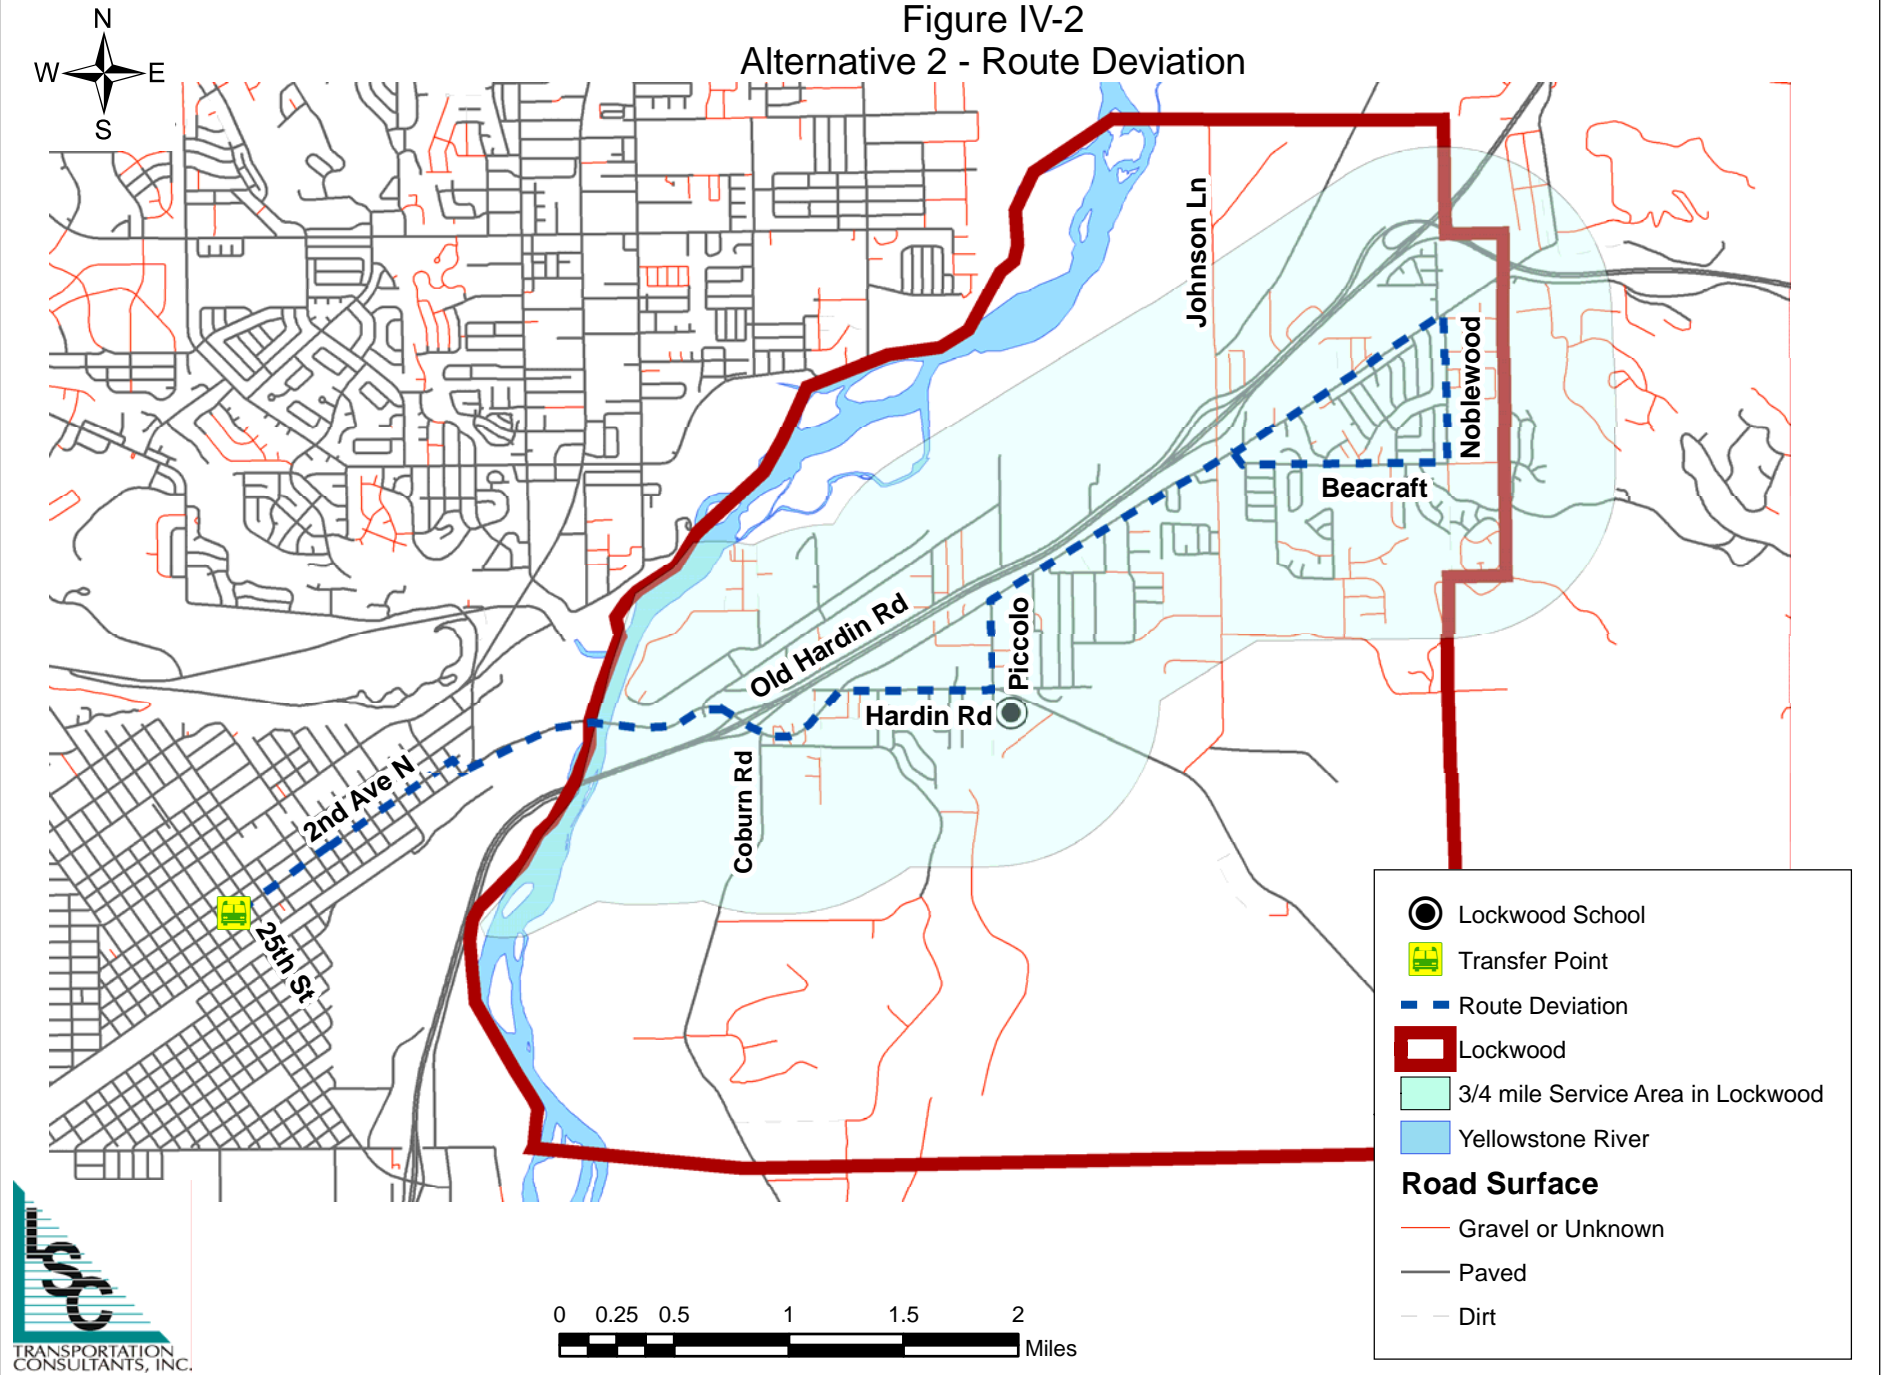 Figure IV-2
Alternative 2 - Route Deviation
N
W E
S
Johnson Ln
Noblewood
Beacraft
Old Hardin Rd
Piccolo
Hardin Rd
Coburn Rd
2nd Ave N
25th St
Lockwood School
Transfer Point
Route Deviation
Lockwood
3/4 mile Service Area in Lockwood
Yellowstone River
Road Surface
Gravel or Unknown
Paved
Dirt
0 0.25 0.5 1 1.5 2
Miles
LSC
TRANSPORTATION
CONSULTANTS, INC.